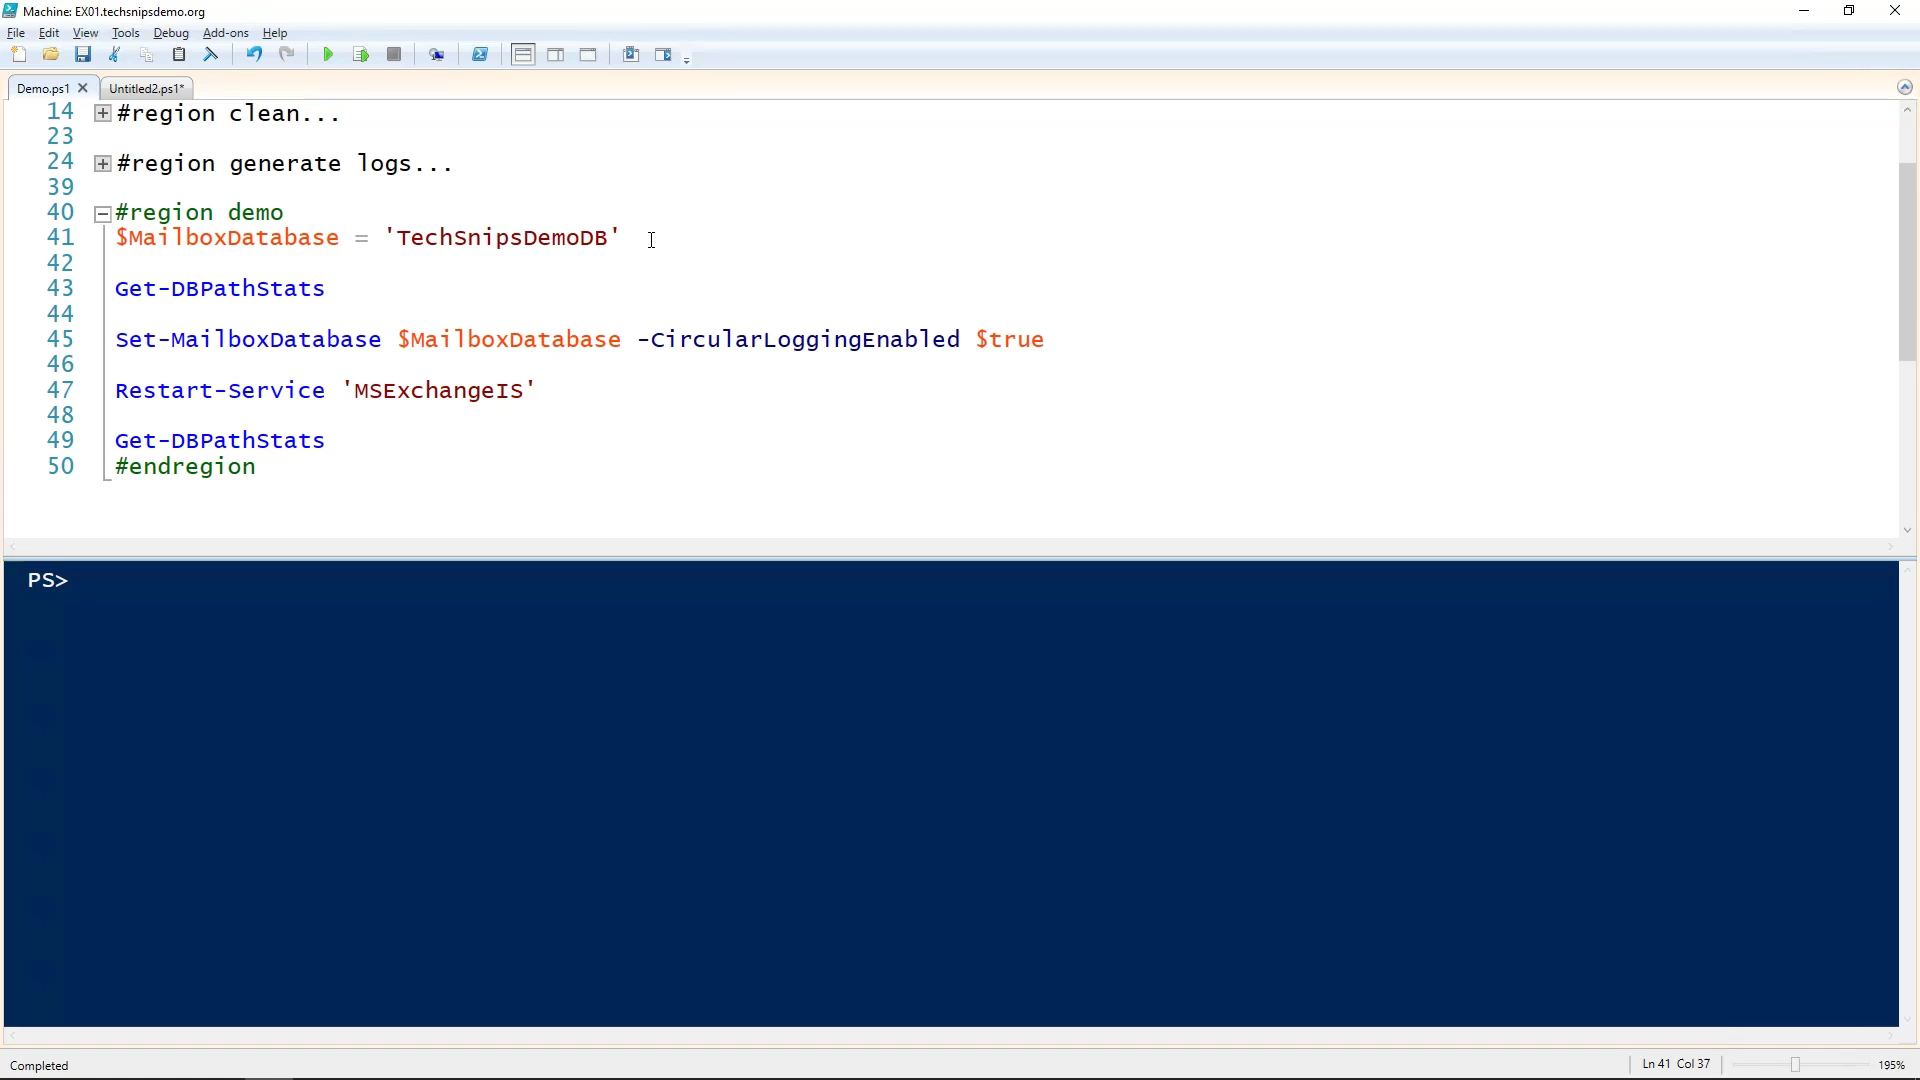 Machine: EX01.techsnipsdemo.org
File Edit View Tools Debug Add-ons Help
Demo.ps1 Untitled2.ps1*
14 #region clean...
23
24 #region generate logs...
39
40 #region demo
41 $MailboxDatabase = 'TechSnipsDemoDB'
42
43 Get-DBPathStats
44
45 Set-MailboxDatabase $MailboxDatabase -CircularLoggingEnabled $true
46
47 Restart-Service 'MSExchangeIS'
48
49 Get-DBPathStats
50 #endregion
PS>
Completed Ln 41 Col 37 195%